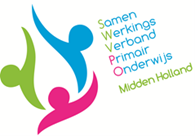 Samen
Werkings
Verband
Primair
Onderwijs
Midden Holland